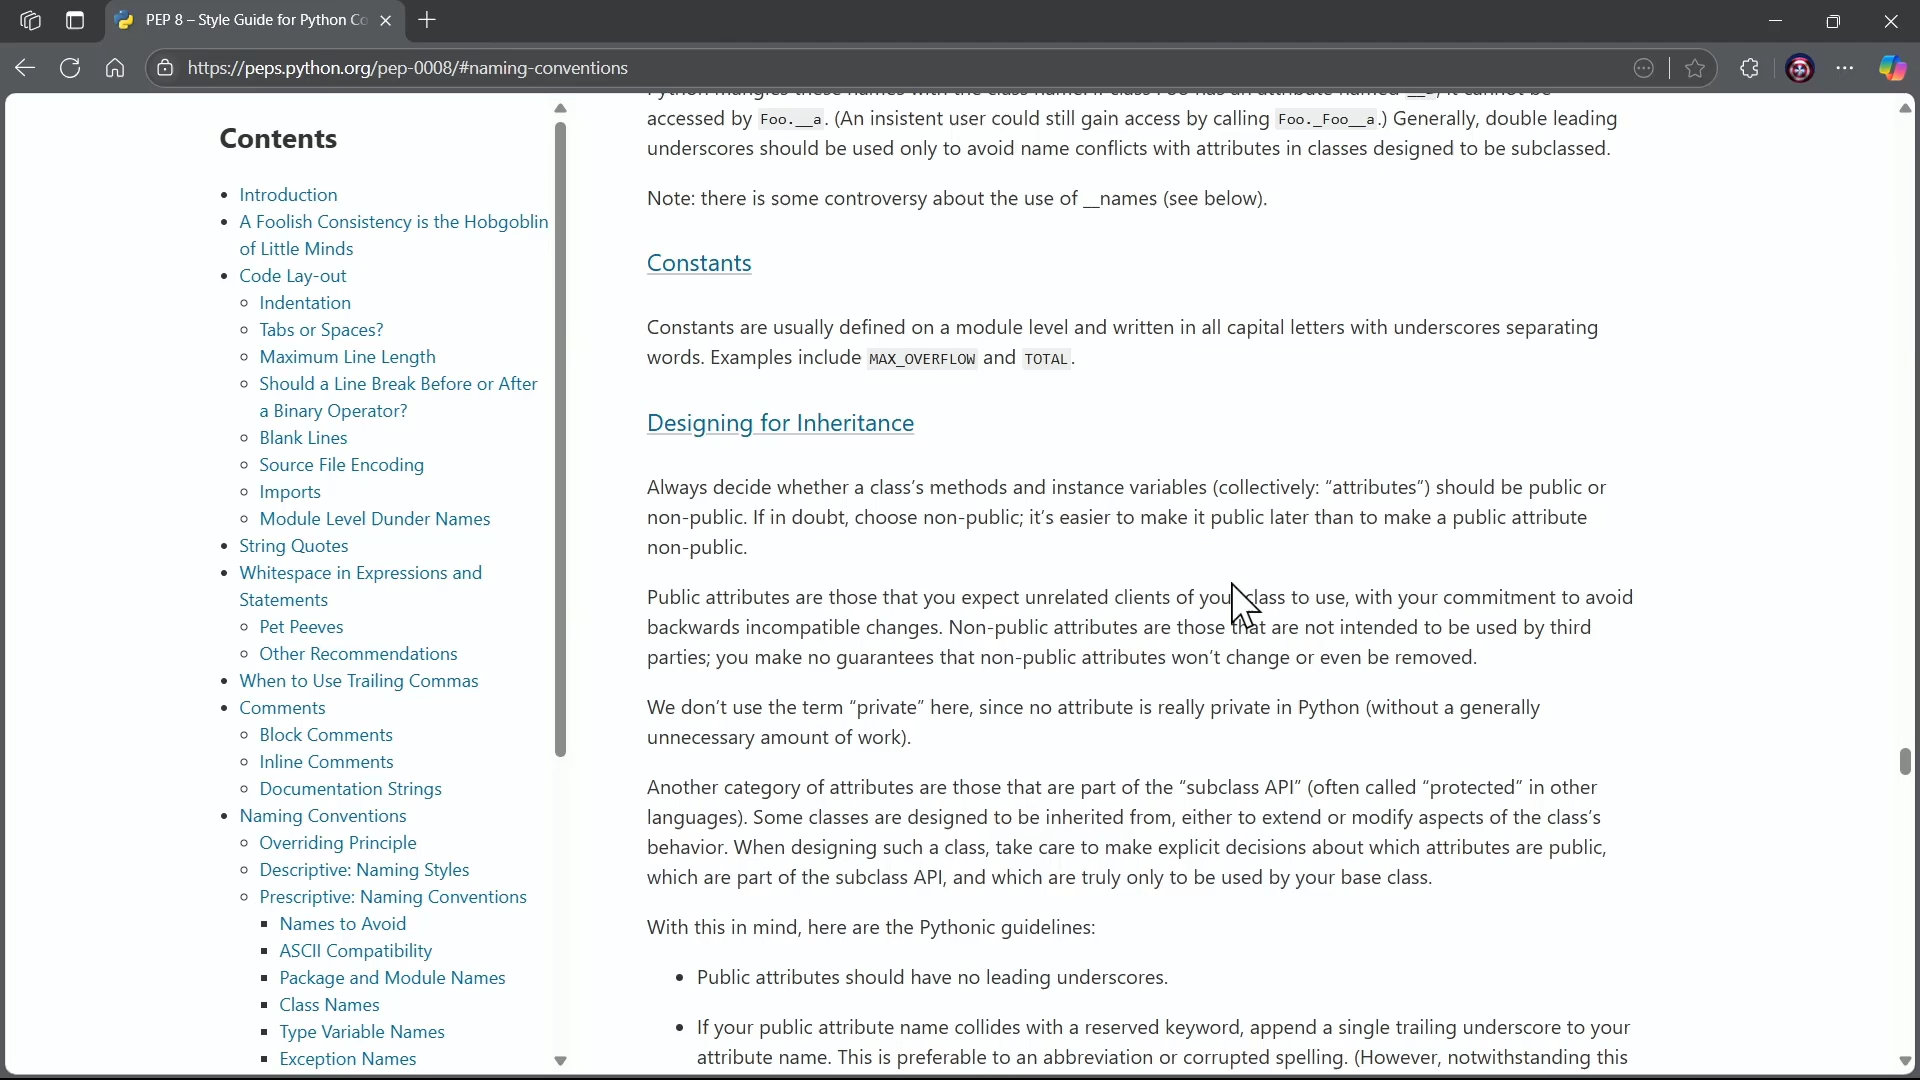 PEP 8 – Style Guide for Python Co
https://peps.python.org/pep-0008/#naming-conventions
Contents
• Introduction
• A Foolish Consistency is the Hobgoblin
of Little Minds
• Code Lay-out
◦ Indentation
◦ Tabs or Spaces?
◦ Maximum Line Length
◦ Should a Line Break Before or After
a Binary Operator?
◦ Blank Lines
◦ Source File Encoding
◦ Imports
◦ Module Level Dunder Names
• String Quotes
• Whitespace in Expressions and
Statements
◦ Pet Peeves
◦ Other Recommendations
• When to Use Trailing Commas
• Comments
◦ Block Comments
◦ Inline Comments
◦ Documentation Strings
• Naming Conventions
◦ Overriding Principle
◦ Descriptive: Naming Styles
◦ Prescriptive: Naming Conventions
▪ Names to Avoid
▪ ASCII Compatibility
▪ Package and Module Names
▪ Class Names
▪ Type Variable Names
▪ Exception Names
accessed by Foo.__a. (An insistent user could still gain access by calling Foo._Foo__a.) Generally, double leading
underscores should be used only to avoid name conflicts with attributes in classes designed to be subclassed.
Note: there is some controversy about the use of __names (see below).
Constants
Constants are usually defined on a module level and written in all capital letters with underscores separating
words. Examples include MAX_OVERFLOW and TOTAL.
Designing for Inheritance
Always decide whether a class’s methods and instance variables (collectively: “attributes”) should be public or
non-public. If in doubt, choose non-public; it’s easier to make it public later than to make a public attribute
non-public.
Public attributes are those that you expect unrelated clients of your class to use, with your commitment to avoid
backwards incompatible changes. Non-public attributes are those that are not intended to be used by third
parties; you make no guarantees that non-public attributes won’t change or even be removed.
We don’t use the term “private” here, since no attribute is really private in Python (without a generally
unnecessary amount of work).
Another category of attributes are those that are part of the “subclass API” (often called “protected” in other
languages). Some classes are designed to be inherited from, either to extend or modify aspects of the class’s
behavior. When designing such a class, take care to make explicit decisions about which attributes are public,
which are part of the subclass API, and which are truly only to be used by your base class.
With this in mind, here are the Pythonic guidelines:
• Public attributes should have no leading underscores.
• If your public attribute name collides with a reserved keyword, append a single trailing underscore to your
attribute name. This is preferable to an abbreviation or corrupted spelling. (However, notwithstanding this